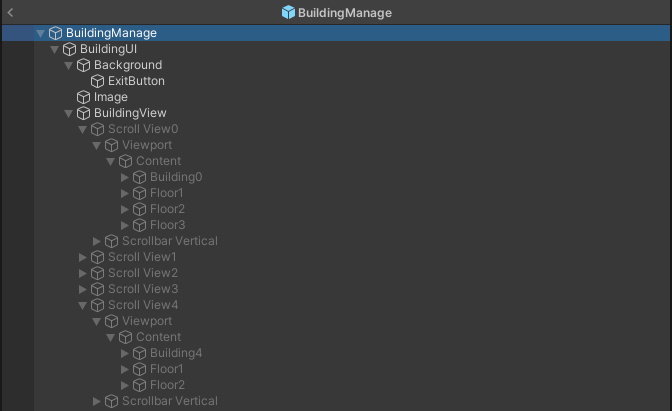 BuildingManage
BuildingManage
BuildingUI
Background
ExitButton
Image
BuildingView
Scroll View0
Viewport
Content
Building0
Floor1
Floor2
Floor3
Scrollbar Vertical
Scroll View1
Scroll View2
Scroll View3
Scroll View4
Viewport
Content
Building4
Floor1
Floor2
Scrollbar Vertical